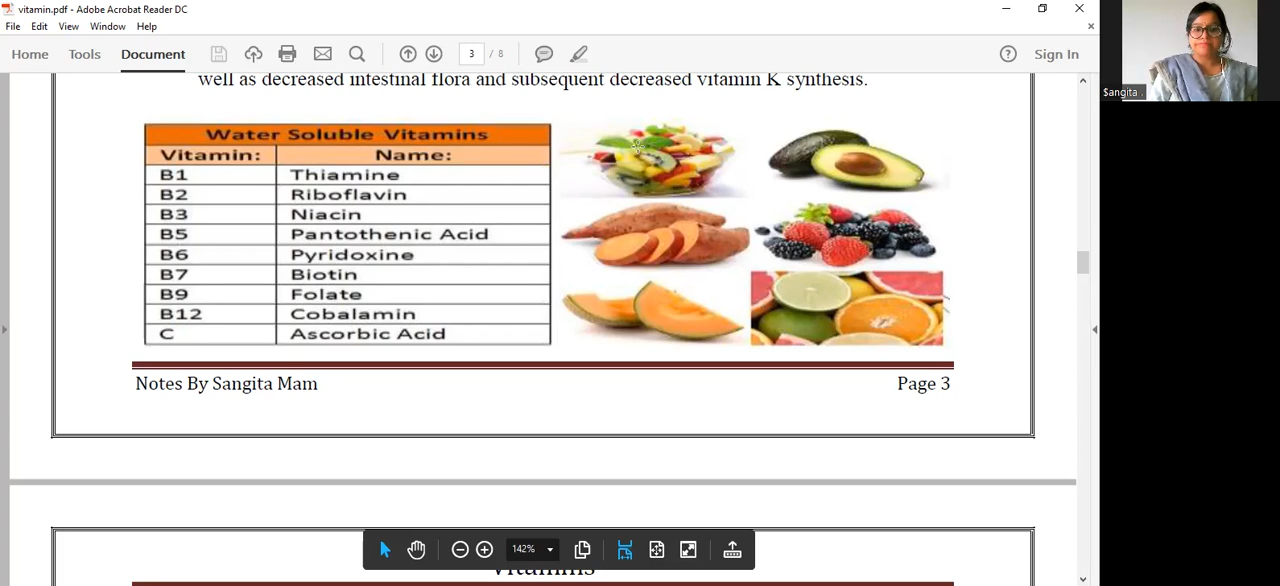 vitamin.pdf - Adobe Acrobat Reader DC
File Edit View Window Help
Home Tools Document 3 / 8 Sign In
Sangita .
well as decreased intestinal flora and subsequent decreased vitamin K synthesis.
Water Soluble Vitamins
Vitamin: Name:
B1 Thiamine
B2 Riboflavin
B3 Niacin
B5 Pantothenic Acid
B6 Pyridoxine
B7 Biotin
B9 Folate
B12 Cobalamin
C Ascorbic Acid
Notes By Sangita Mam Page 3
142%
Vitamins